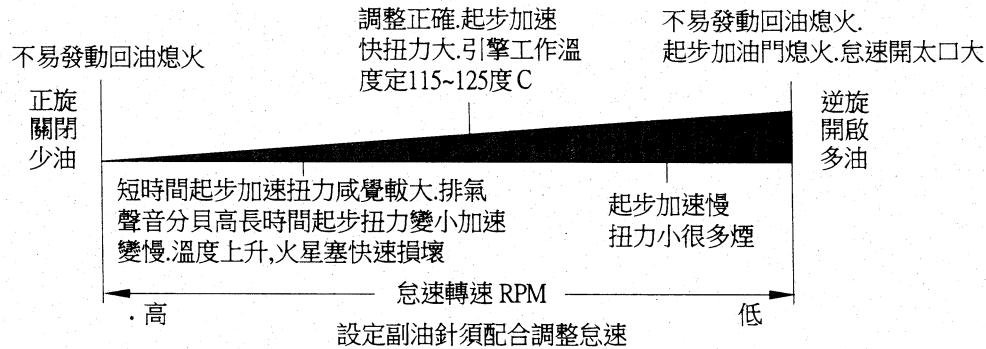 不易發動回油熄火
調整正確.起步加速
快扭力大.引擎工作溫
度定115~125度C
不易發動回油熄火.
起步加油門熄火.怠速開太口大
正旋
關閉
少油
逆旋
開啟
多油
短時間起步加速扭力咸覺載大.排氣
聲音分貝高長時間起步扭力變小加速
變慢.溫度上升,火星塞快速損壞
起步加速慢
扭力小很多煙
怠速轉速 RPM
.高
低
設定副油針須配合調整怠速